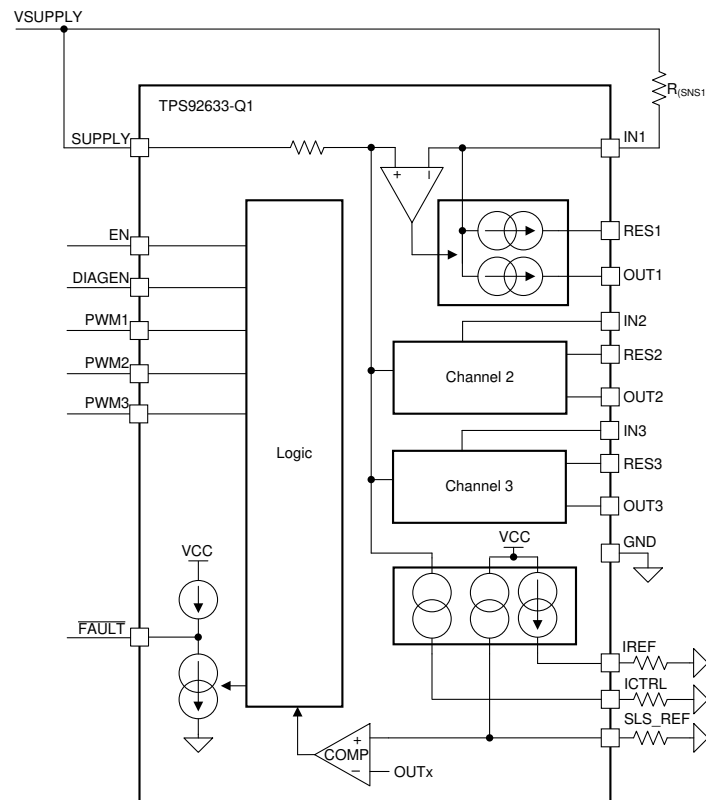 VSUPPLY
R(SNS1
TPS92633-Q1
SUPPLY
IN1
+
−
EN
RES1
DIAGEN
OUT1
PWM1
IN2
RES2
PWM2
Channel 2
OUT2
PWM3
IN3
Logic
RES3
Channel 3
OUT3
VCC
GND
VCC
FAULT
IREF
ICTRL
SLS_REF
+
COMP
−
OUTx